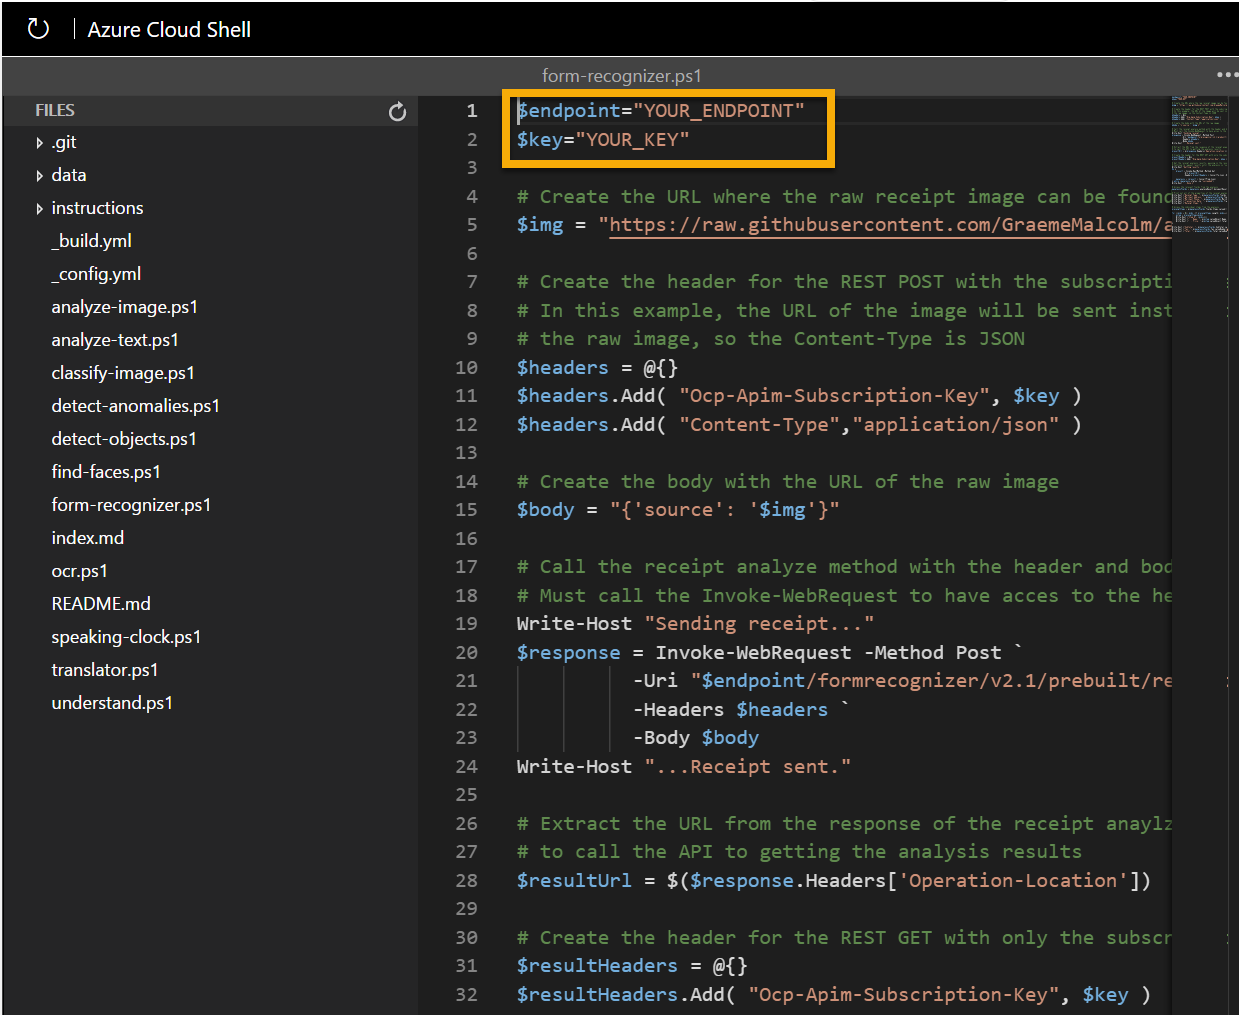 Azure Cloud Shell
form-recognizer.ps1
FILES
.git
data
instructions
_build.yml
_config.yml
analyze-image.ps1
analyze-text.ps1
classify-image.ps1
detect-anomalies.ps1
detect-objects.ps1
find-faces.ps1
form-recognizer.ps1
index.md
ocr.ps1
README.md
speaking-clock.ps1
translator.ps1
understand.ps1
1 $endpoint="YOUR_ENDPOINT"
2 $key="YOUR_KEY"
3
4 # Create the URL where the raw receipt image can be found
5 $img = "https://raw.githubusercontent.com/GraemeMalcolm/a
6
7 # Create the header for the REST POST with the subscripti
8 # In this example, the URL of the image will be sent inst
9 # the raw image, so the Content-Type is JSON
10 $headers = @{}
11 $headers.Add( "Ocp-Apim-Subscription-Key", $key )
12 $headers.Add( "Content-Type","application/json" )
13
14 # Create the body with the URL of the raw image
15 $body = "{'source': '$img'}"
16
17 # Call the receipt analyze method with the header and bod
18 # Must call the Invoke-WebRequest to have acces to the he
19 Write-Host "Sending receipt..."
20 $response = Invoke-WebRequest -Method Post `
21 -Uri "$endpoint/formrecognizer/v2.1/prebuilt/re
22 -Headers $headers `
23 -Body $body
24 Write-Host "...Receipt sent."
25
26 # Extract the URL from the response of the receipt anaylz
27 # to call the API to getting the analysis results
28 $resultUrl = $($response.Headers['Operation-Location'])
29
30 # Create the header for the REST GET with only the subscr
31 $resultHeaders = @{}
32 $resultHeaders.Add( "Ocp-Apim-Subscription-Key", $key )